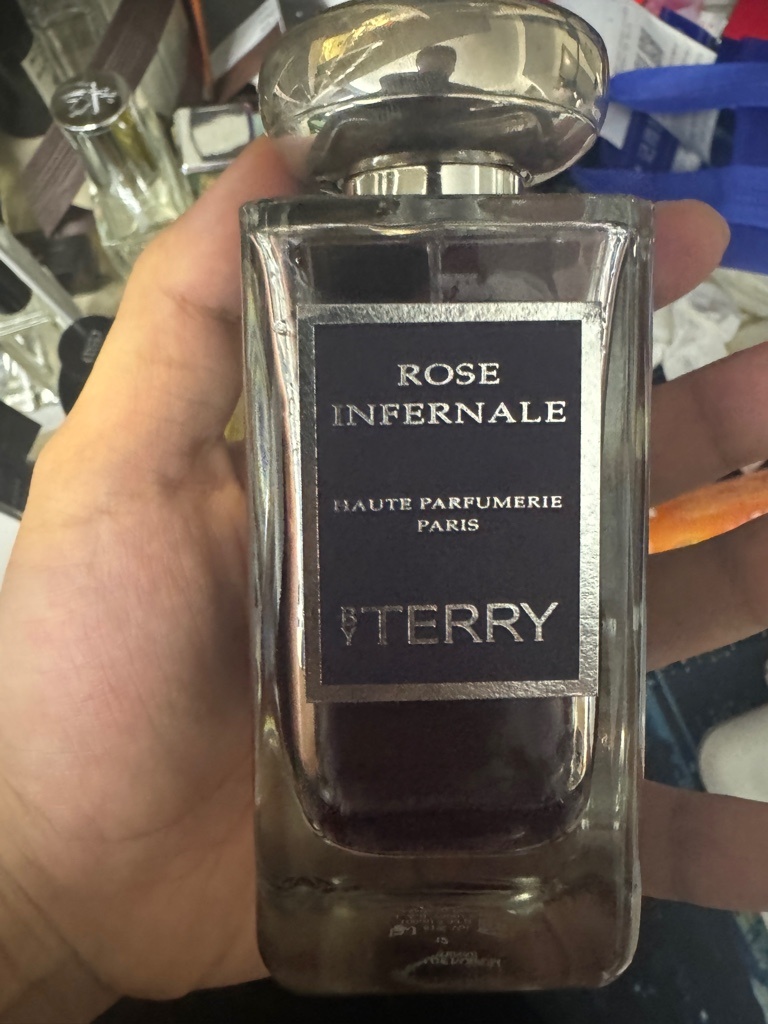 ROSE
INFERNALE
HAUTE PARFUMERIE
PARIS
BY TERRY